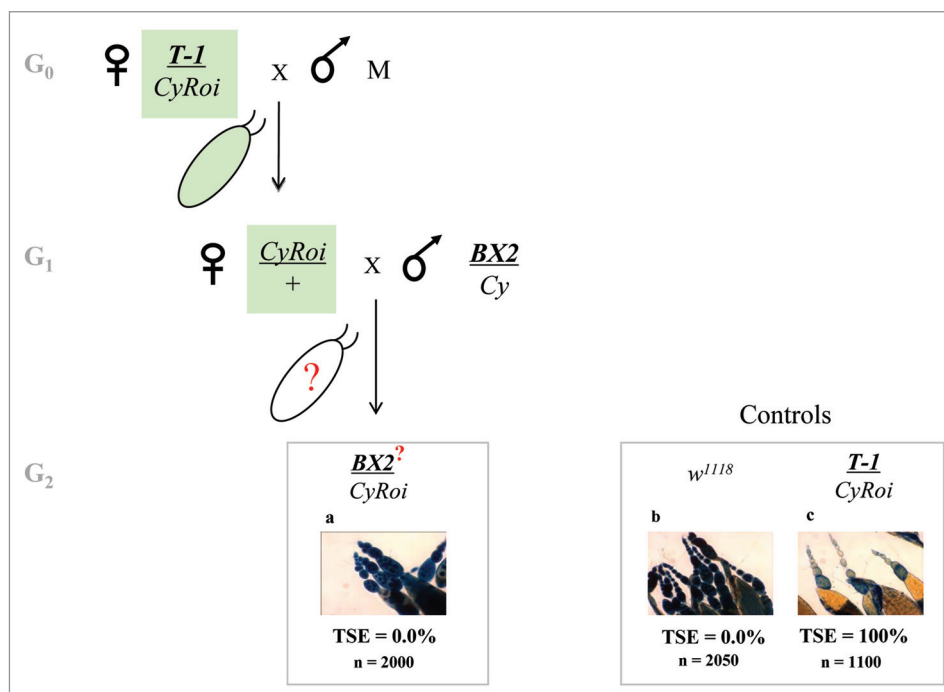 G0
T-1
CyRoi
X
M
G1
CyRoi
+
X
BX2
Cy
?
Controls
G2
BX2?
CyRoi
w1118
T-1
CyRoi
a
b
c
TSE = 0.0%
n = 2000
TSE = 0.0%
n = 2050
TSE = 100%
n = 1100